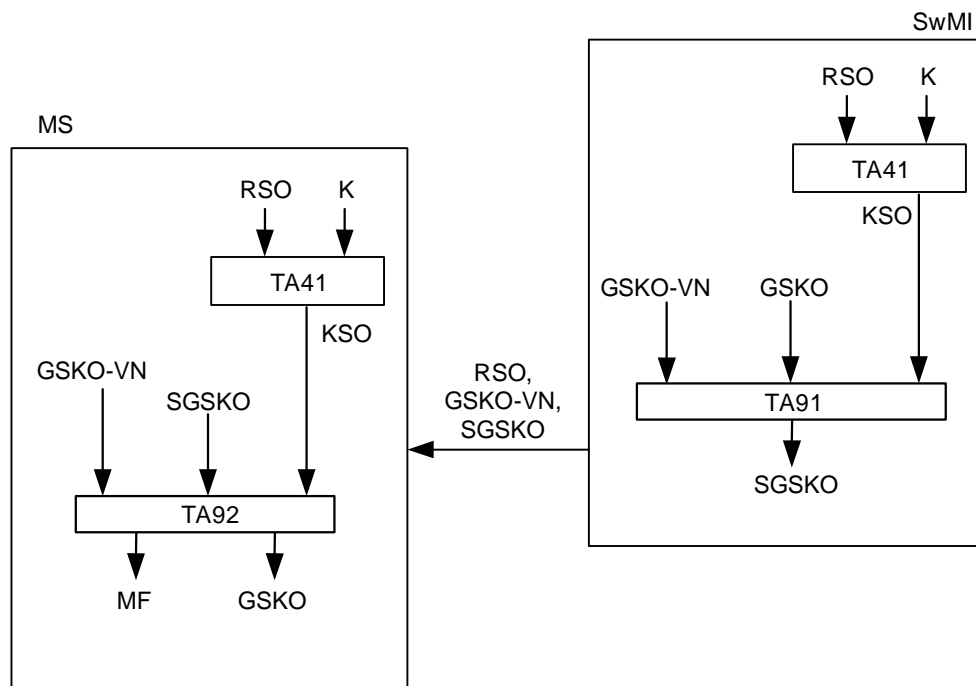 SwMI
RSO K
TA41
KSO
GSKO-VN GSKO
TA91
SGSKO
MS
RSO K
TA41
KSO
GSKO-VN
SGSKO
TA92
MF GSKO
RSO,
GSKO-VN,
SGSKO